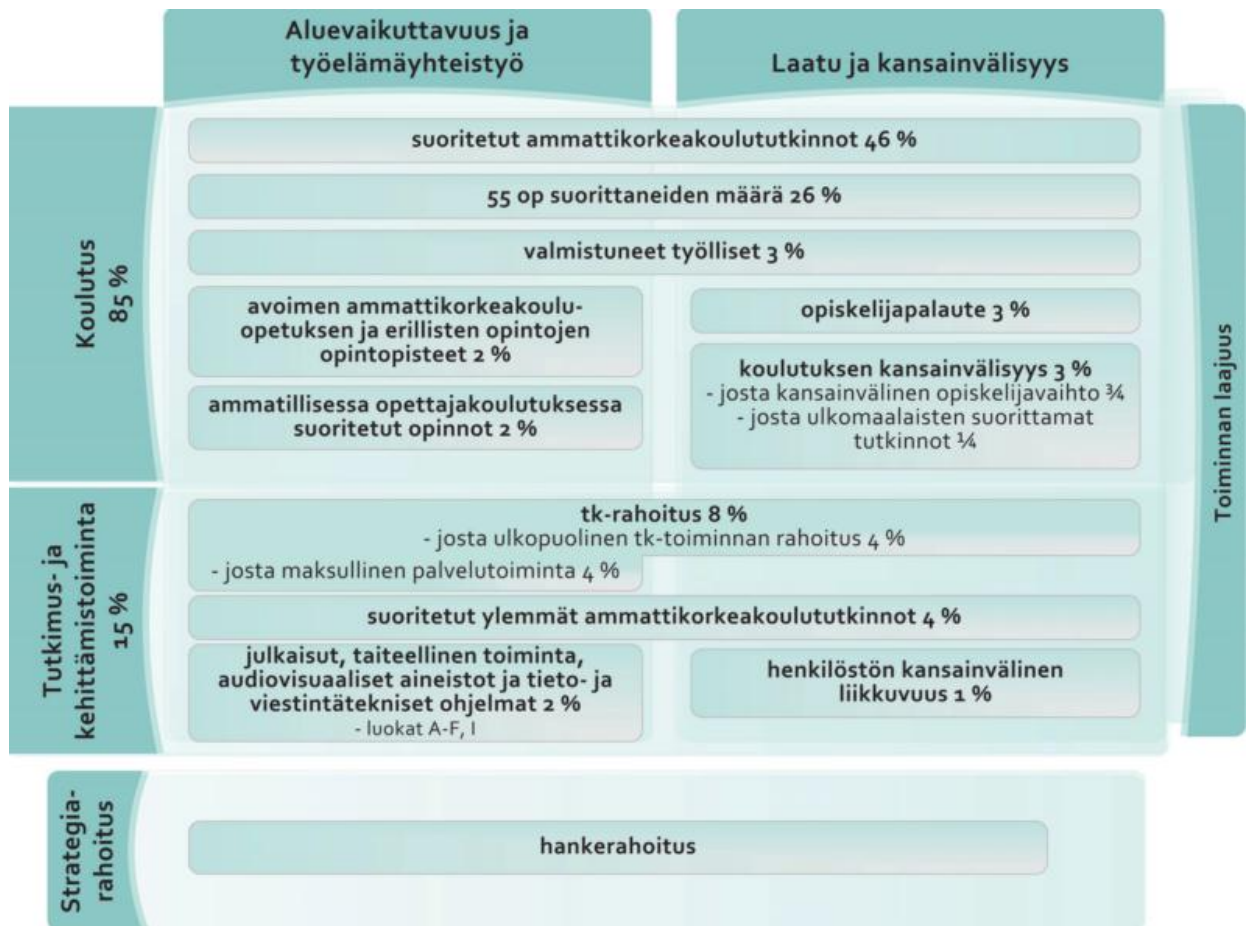 Aluevaikuttavuus ja
työelämäyhteistyö
Laatu ja kansainvälisyys
Koulutus
85 %
suoritetut ammattikorkeakoulututkinnot 46 %
55 op suorittaneiden määrä 26 %
valmistuneet työlliset 3 %
avoimen ammattikorkeakoulu-
opetuksen ja erillisten opintojen
opintopisteet 2 %
ammatillisessa opettajakoulutuksessa
suoritetut opinnot 2 %
opiskelijapalaute 3 %
koulutuksen kansainvälisyys 3 %
- josta kansainvälinen opiskelijavaihto ¾
- josta ulkomaalaisten suorittamat
tutkinnot ¼
Toiminnan laajuus
Tutkimus- ja
kehittämistoiminta
15 %
tk-rahoitus 8 %
- josta ulkopuolinen tk-toiminnan rahoitus 4 %
- josta maksullinen palvelutoiminta 4 %
suoritetut ylemmät ammattikorkeakoulututkinnot 4 %
julkaisut, taiteellinen toiminta,
audiovisuaaliset aineistot ja tieto- ja
viestintätekniset ohjelmat 2 %
- luokat A-F, I
henkilöstön kansainvälinen
liikkuvuus 1 %
Strategia-
rahoitus
hankerahoitus